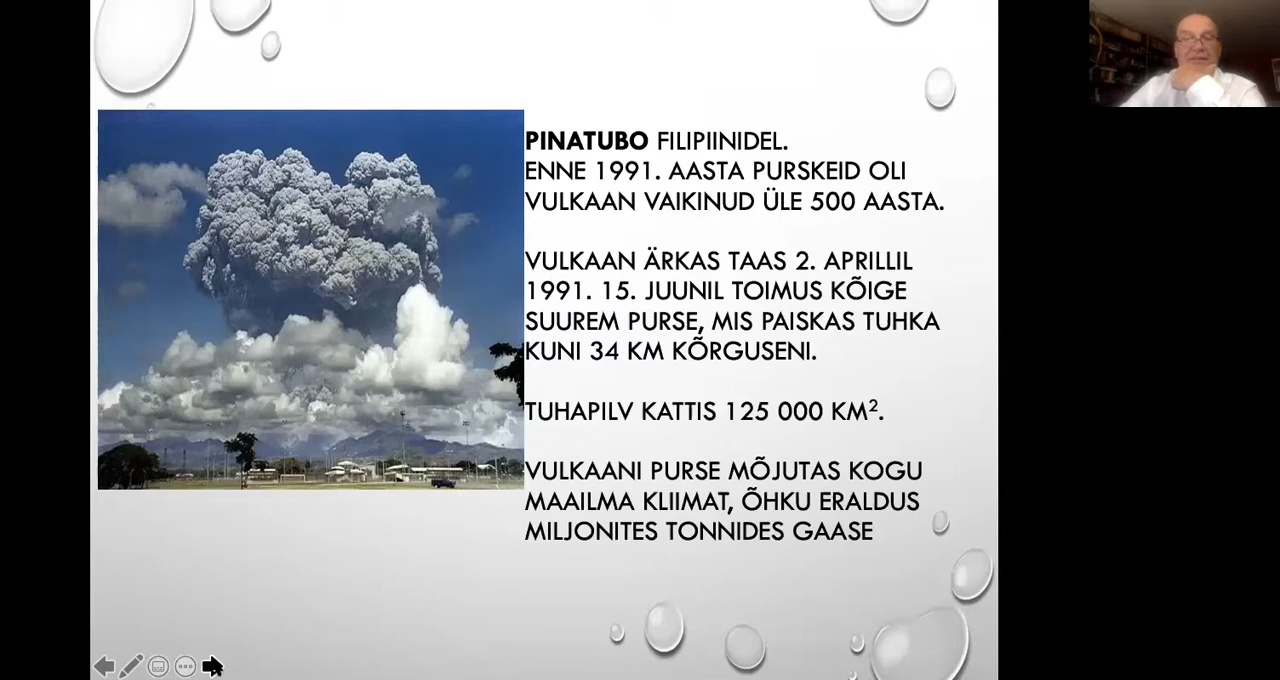 PINATUBO FILIPIINIDEL.
ENNE 1991. AASTA PURSKEID OLI
VULKAAN VAIKINUD ÜLE 500 AASTA.
VULKAAN ÄRKAS TAAS 2. APRILLIL
1991. 15. JUUNIL TOIMUS KÕIGE
SUUREM PURSE, MIS PAISKAS TUHKA
KUNI 34 KM KÕRGUSENI.
TUHAPILV KATTIS 125 000 KM².
VULKAANI PURSE MÕJUTAS KOGU
MAAILMA KLIIMAT, ÕHKU ERALDUS
MILJONITES TONNIDES GAASE